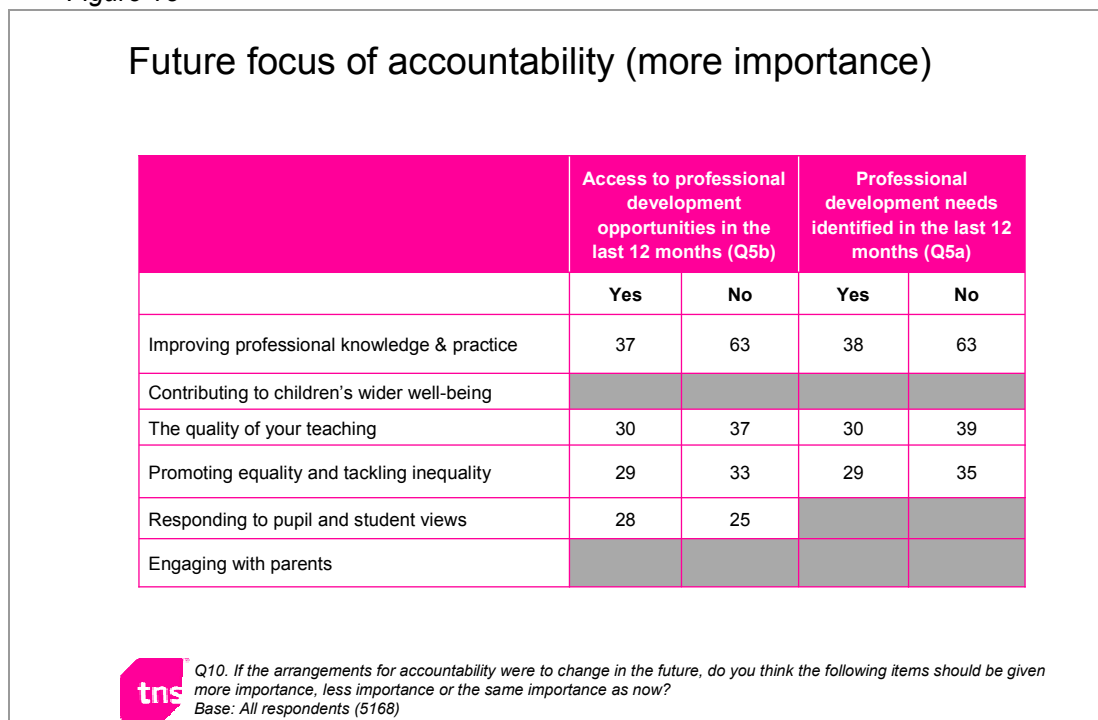 Future focus of accountability (more importance)
Access to professional
development
opportunities in the
last 12 months (Q5b)
Professional
development needs
identified in the last 12
months (Q5a)
Yes No Yes No
Improving professional knowledge & practice 37 63 38 63
Contributing to children's wider well-being
The quality of your teaching 30 37 30 39
Promoting equality and tackling inequality 29 33 29 35
Responding to pupil and student views 28 25
Engaging with parents
tns
Q10. If the arrangements for accountability were to change in the future, do you think the following items should be given
more importance, less importance or the same importance as now?
Base: All respondents (5168)